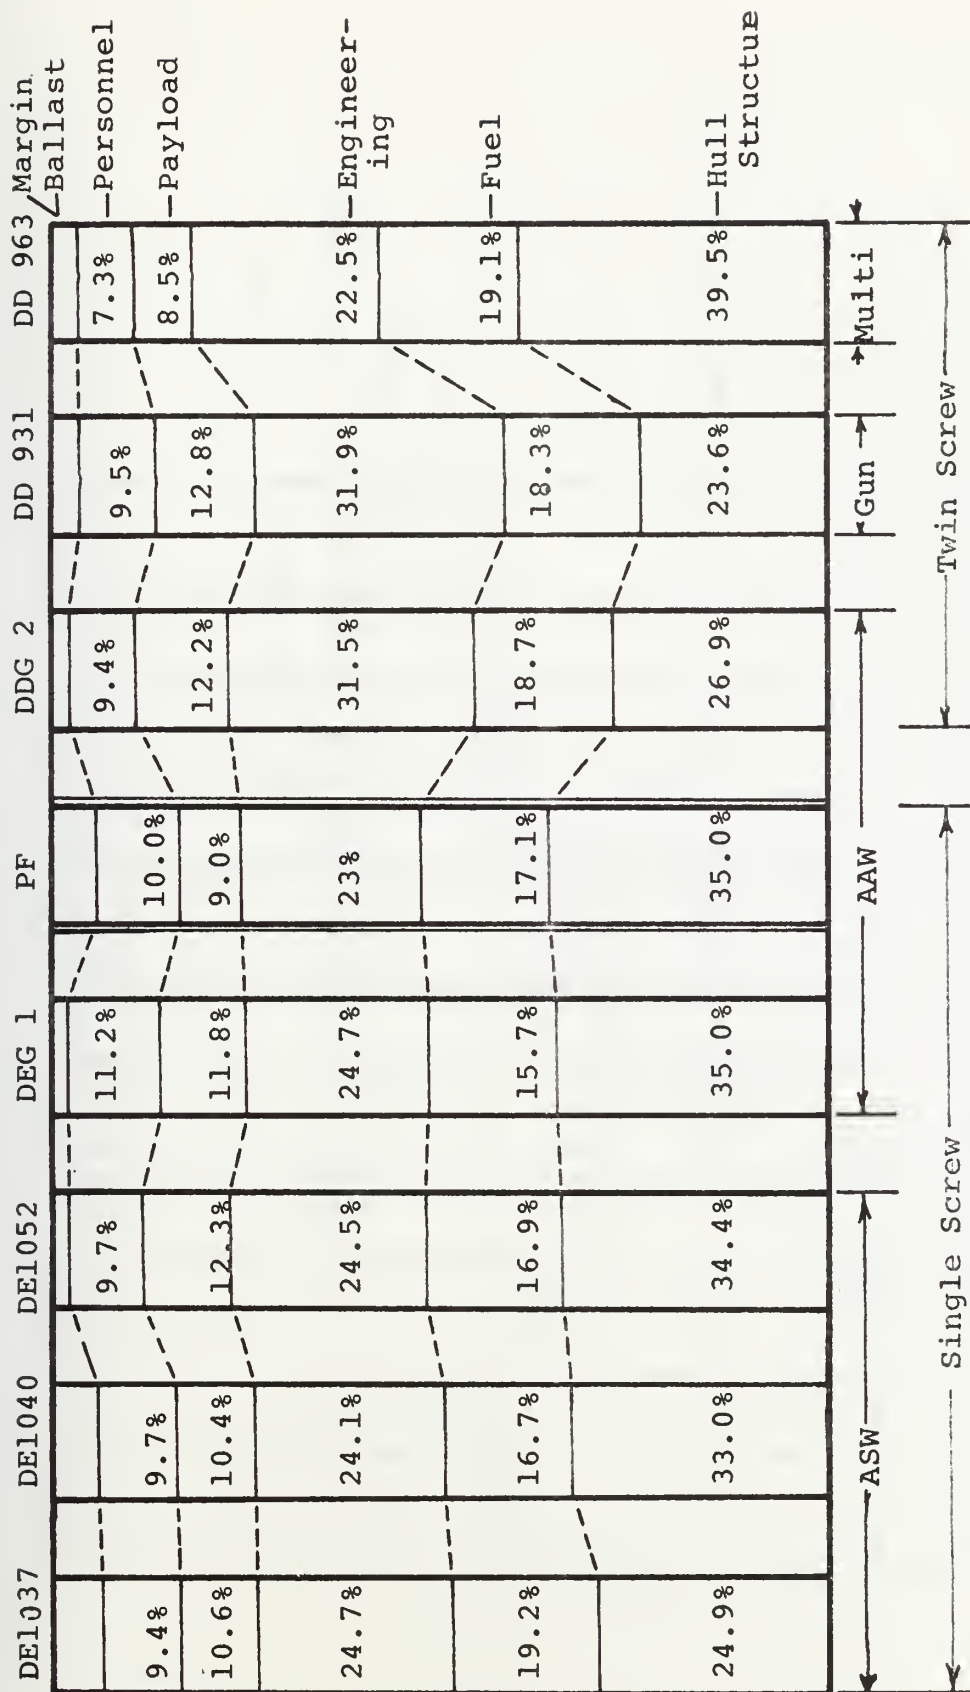 DE1037 DE1040 DE1052 DEG 1 PF DDG 2 DD 931 DD 963
Margin
Ballast
9.4% 9.7% 9.7% 11.2% 10.0% 9.4% 9.5% 7.3% Personnel
10.6% 10.4% 12.3% 11.8% 9.0% 12.2% 12.8% 8.5% Payload
24.7% 24.1% 24.5% 24.7% 23% 31.5% 31.9% 22.5% Engineer-
ing
19.2% 16.7% 16.9% 15.7% 17.1% 18.7% 18.3% 19.1% Fuel
24.9% 33.0% 34.4% 35.0% 35.0% 26.9% 23.6% 39.5% Hull
Structure
ASW AAW Gun Multi
Single Screw Twin Screw